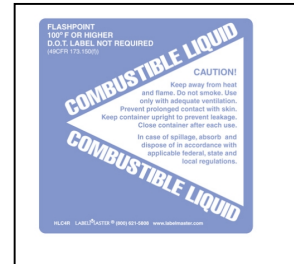 FLASHPOINT
100° F OR HIGHER
D.O.T. LABEL NOT REQUIRED
(49CFR 173.150(f))
COMBUSTIBLE LIQUID
CAUTION!
Keep away from heat
and flame. Do not smoke. Use
only with adequate ventilation.
Prevent prolonged contact with skin.
Keep container upright to prevent leakage.
Close container after each use.
In case of spillage, absorb and
dispose of in accordance with
applicable federal, state and
local regulations.
COMBUSTIBLE LIQUID
HLC4R LABELMASTER ® (800) 621-5808 www.labelmaster.com